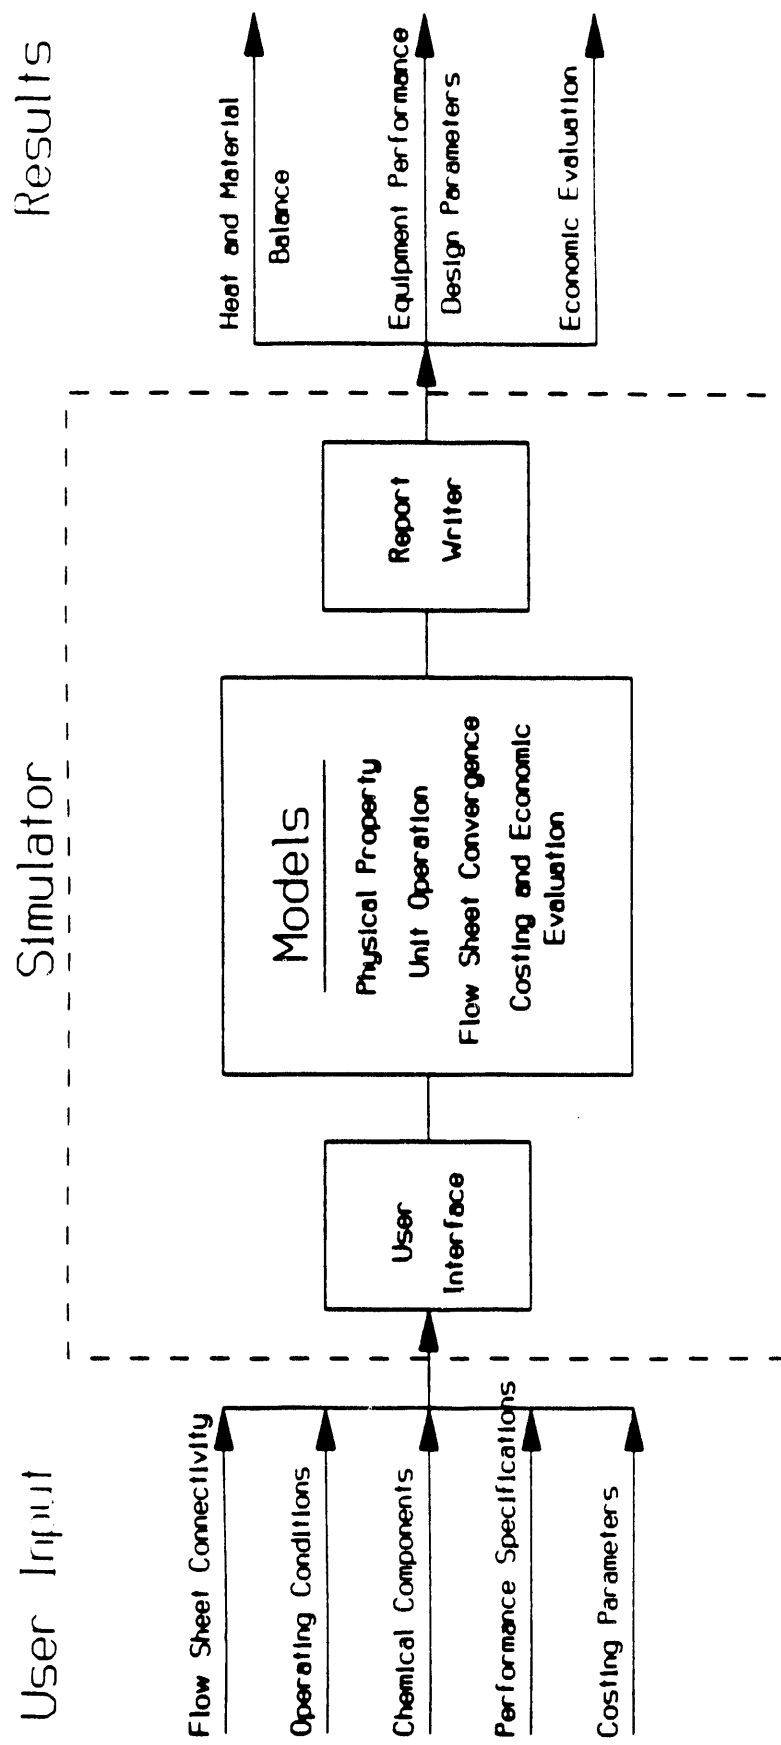 User Input
Simulator
Results
Flow Sheet Connectivity
Operating Conditions
Chemical Components
Performance Specifications
Costing Parameters
User
Interface
Models
Physical Property
Unit Operation
Flow Sheet Convergence
Costing and Economic
Evaluation
Report
Writer
Heat and Material
Balance
Equipment Performance
Design Parameters
Economic Evaluation